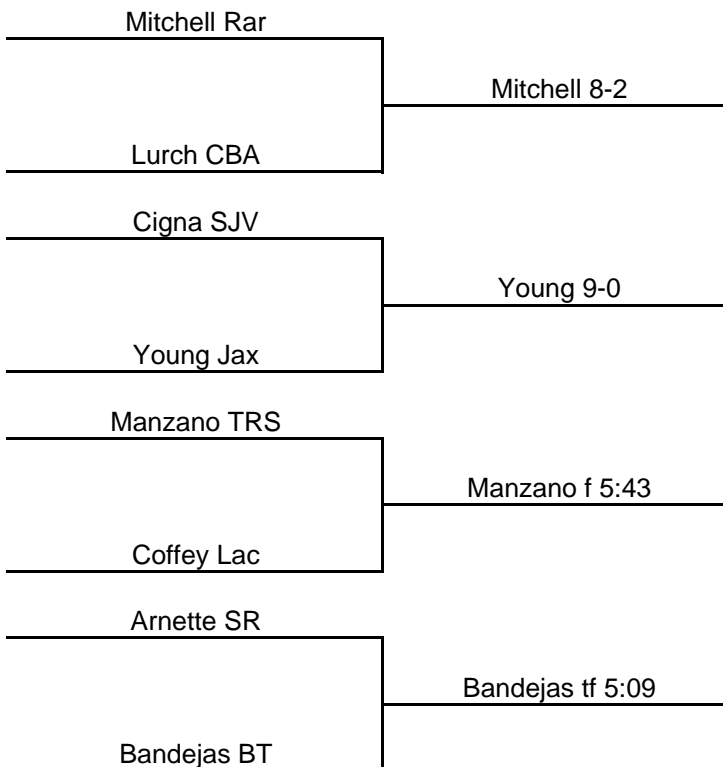 Mitchell Rar
Mitchell 8-2
Lurch CBA
Cigna SJV
Young 9-0
Young Jax
Manzano TRS
Manzano f 5:43
Coffey Lac
Arnette SR
Bandejas tf 5:09
Bandejas BT